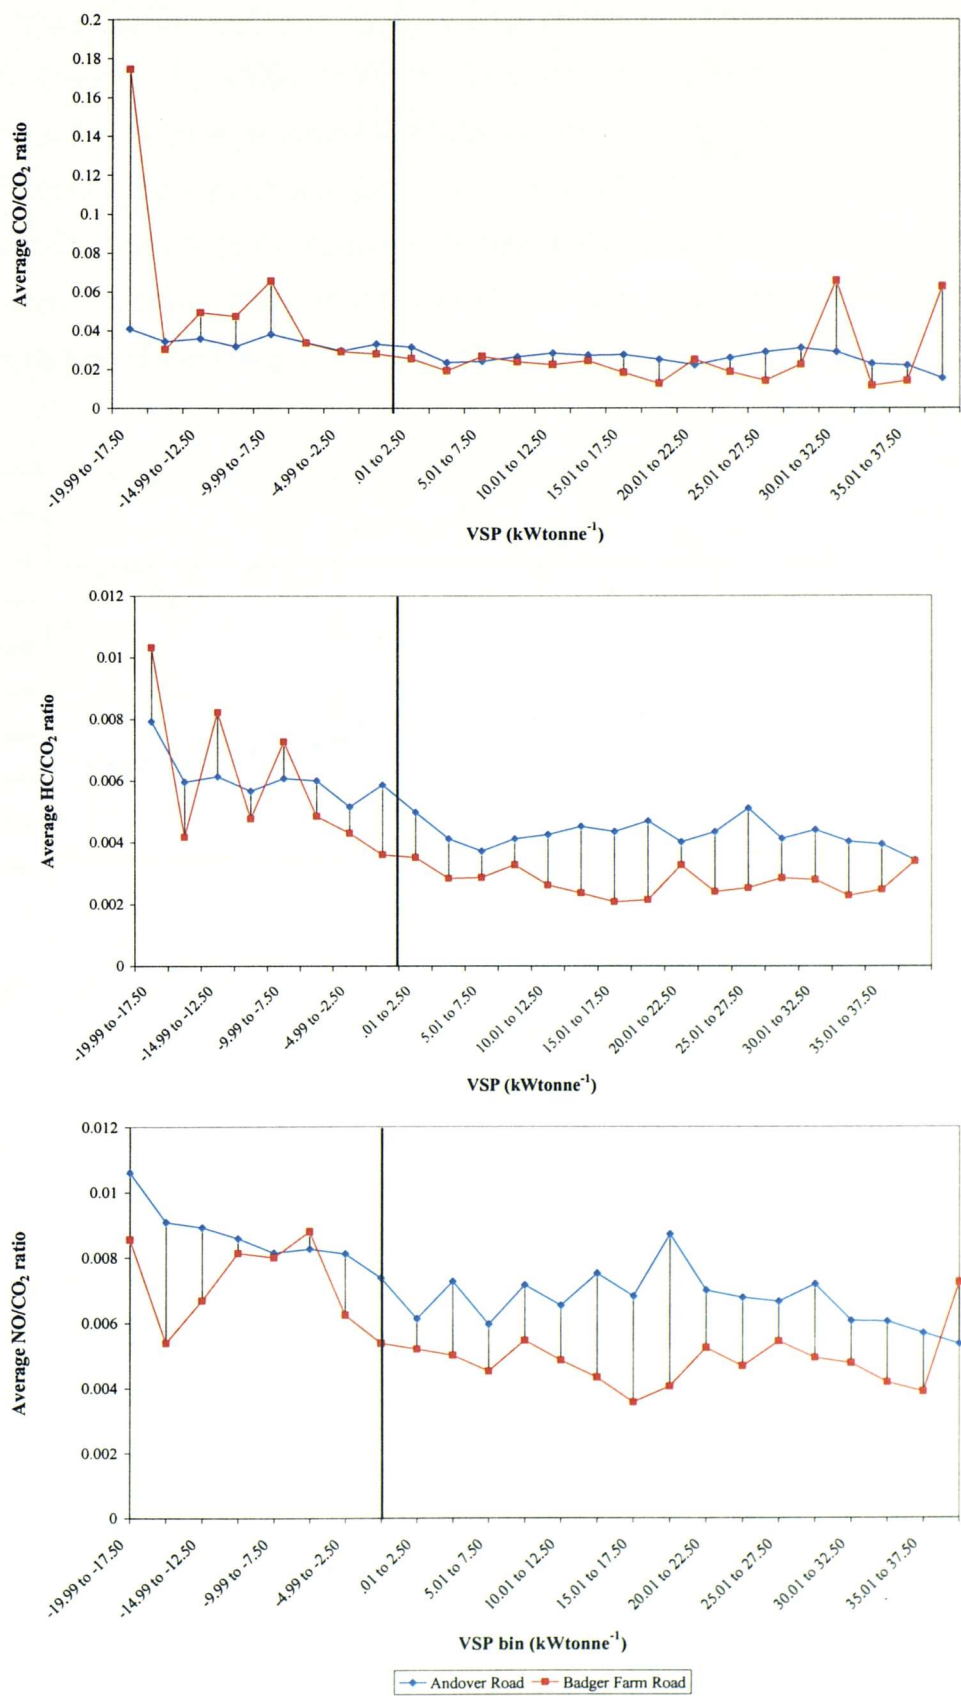 Average CO/CO₂ ratio
0.2
0.18
0.16
0.14
0.12
0.1
0.08
0.06
0.04
0.02
0
-19.99 to -17.50
-14.99 to -12.50
-9.99 to -7.50
-4.99 to -2.50
.01 to 2.50
5.01 to 7.50
10.01 to 12.50
15.01 to 17.50
20.01 to 22.50
25.01 to 27.50
30.01 to 32.50
35.01 to 37.50
VSP (kWtonne⁻¹)
Average HC/CO₂ ratio
0.012
0.01
0.008
0.006
0.004
0.002
0
-19.99 to -17.50
-14.99 to -12.50
-9.99 to -7.50
-4.99 to -2.50
.01 to 2.50
5.01 to 7.50
10.01 to 12.50
15.01 to 17.50
20.01 to 22.50
25.01 to 27.50
30.01 to 32.50
35.01 to 37.50
VSP (kWtonne⁻¹)
Average NO/CO₂ ratio
0.012
0.01
0.008
0.006
0.004
0.002
0
-19.99 to -17.50
-14.99 to -12.50
-9.99 to -7.50
-4.99 to -2.50
.01 to 2.50
5.01 to 7.50
10.01 to 12.50
15.01 to 17.50
20.01 to 22.50
25.01 to 27.50
30.01 to 32.50
35.01 to 37.50
VSP bin (kWtonne⁻¹)
Andover Road Badger Farm Road